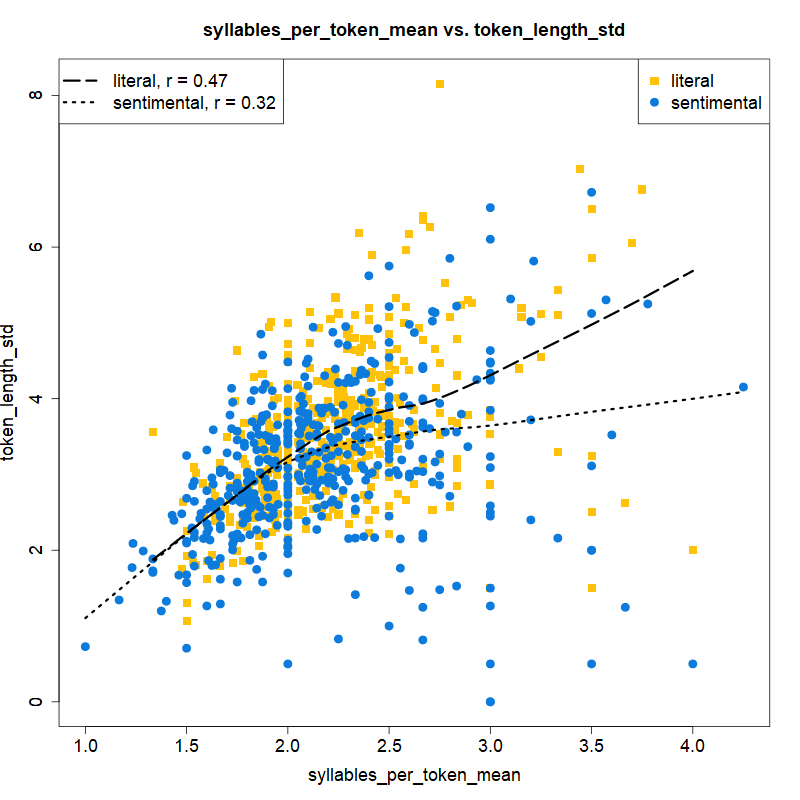 syllables_per_token_mean vs. token_length_std
literal, r = 0.47
sentimental, r = 0.32
literal
sentimental
8
6
4
2
0
token_length_std
1.0 1.5 2.0 2.5 3.0 3.5 4.0
syllables_per_token_mean